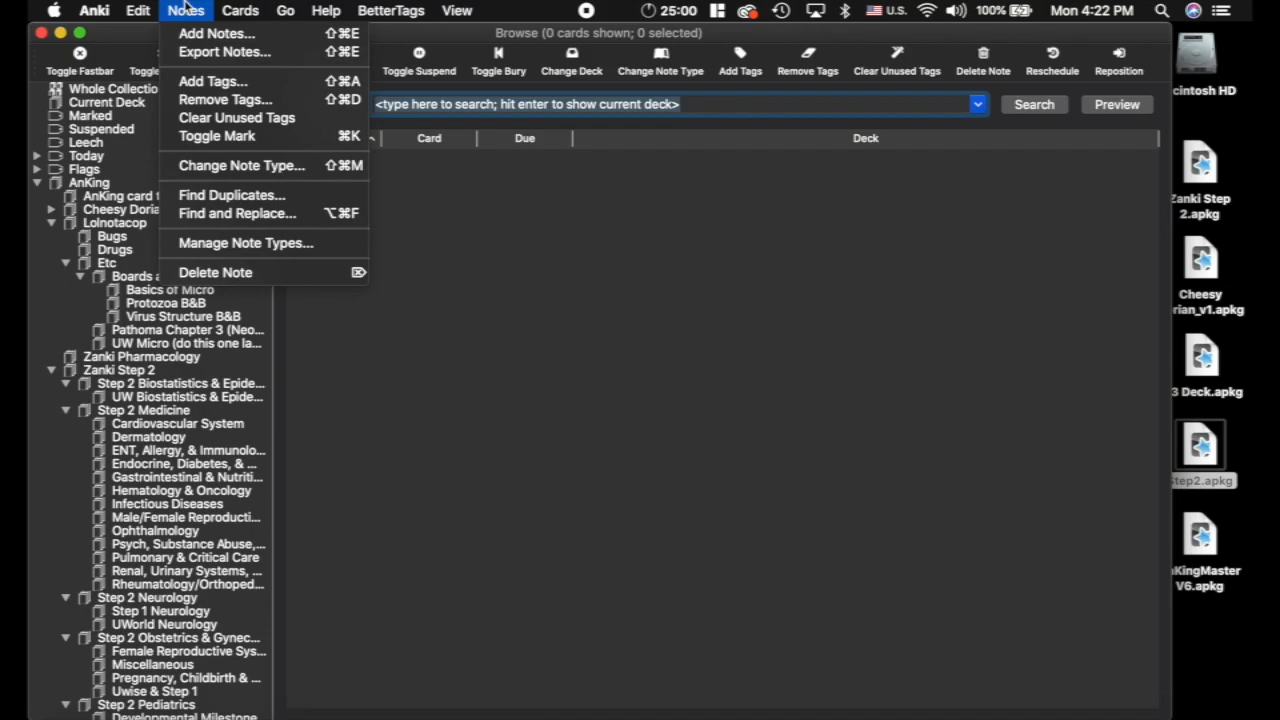 Anki Edit Notes Cards Go Help BetterTags View 25:00 U.S. 100% Mon 4:22 PM
Browse (0 cards shown; 0 selected)
Add Notes... ⇧⌘E
Export Notes... ⇧⌘E
Add Tags... ⇧⌘A
Remove Tags... ⇧⌘D
Clear Unused Tags
Toggle Mark ⌘K
Change Note Type... ⇧⌘M
Find Duplicates...
Find and Replace... ⌥⌘F
Manage Note Types...
Delete Note ⌦
Toggle Fastbar Toggle Toggle Suspend Toggle Bury Change Deck Change Note Type Add Tags Remove Tags Clear Unused Tags Delete Note Reschedule Reposition
<type here to search; hit enter to show current deck> Search Preview
Card Due Deck
Whole Collectio
Current Deck
Marked
Suspended
Leech
Today
Flags
AnKing
AnKing card t
Cheesy Doria
Lolnotacop
Bugs
Drugs
Etc
Boards a
Basics of Micro
Protozoa B&B
Virus Structure B&B
Pathoma Chapter 3 (Neo...
UW Micro (do this one la...
Zanki Pharmacology
Zanki Step 2
Step 2 Biostatistics & Epide...
UW Biostatistics & Epide...
Step 2 Medicine
Cardiovascular System
Dermatology
ENT, Allergy, & Immunolo...
Endocrine, Diabetes, & ...
Gastrointestinal & Nutriti...
Hematology & Oncology
Infectious Diseases
Male/Female Reproducti...
Ophthalmology
Psych, Substance Abuse,...
Pulmonary & Critical Care
Renal, Urinary Systems, ...
Rheumatology/Orthoped...
Step 2 Neurology
Step 1 Neurology
UWorld Neurology
Step 2 Obstetrics & Gynec...
Female Reproductive Sys...
Miscellaneous
Pregnancy, Childbirth & ...
Uwise & Step 1
Step 2 Pediatrics
Developmental Milestone
cintosh HD
Zanki Step
2.apkg
Cheesy
rian_v1.apkg
3 Deck.apkg
Step2.apkg
nKingMaster
V6.apkg